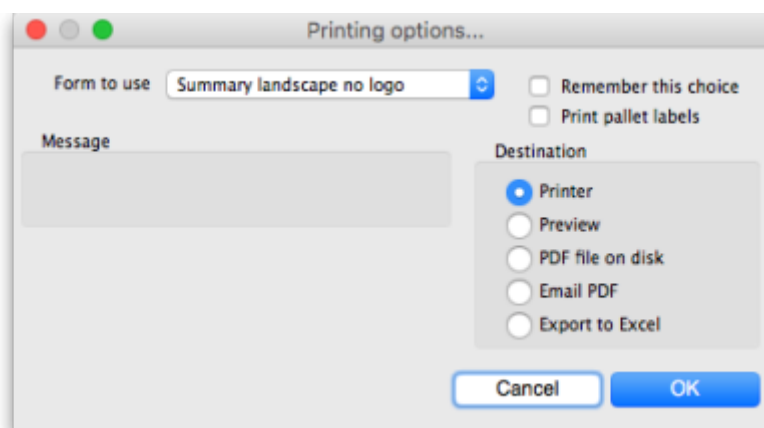 Printing options...
Form to use Summary landscape no logo
Remember this choice
Print pallet labels
Message
Destination
Printer
Preview
PDF file on disk
Email PDF
Export to Excel
Cancel OK